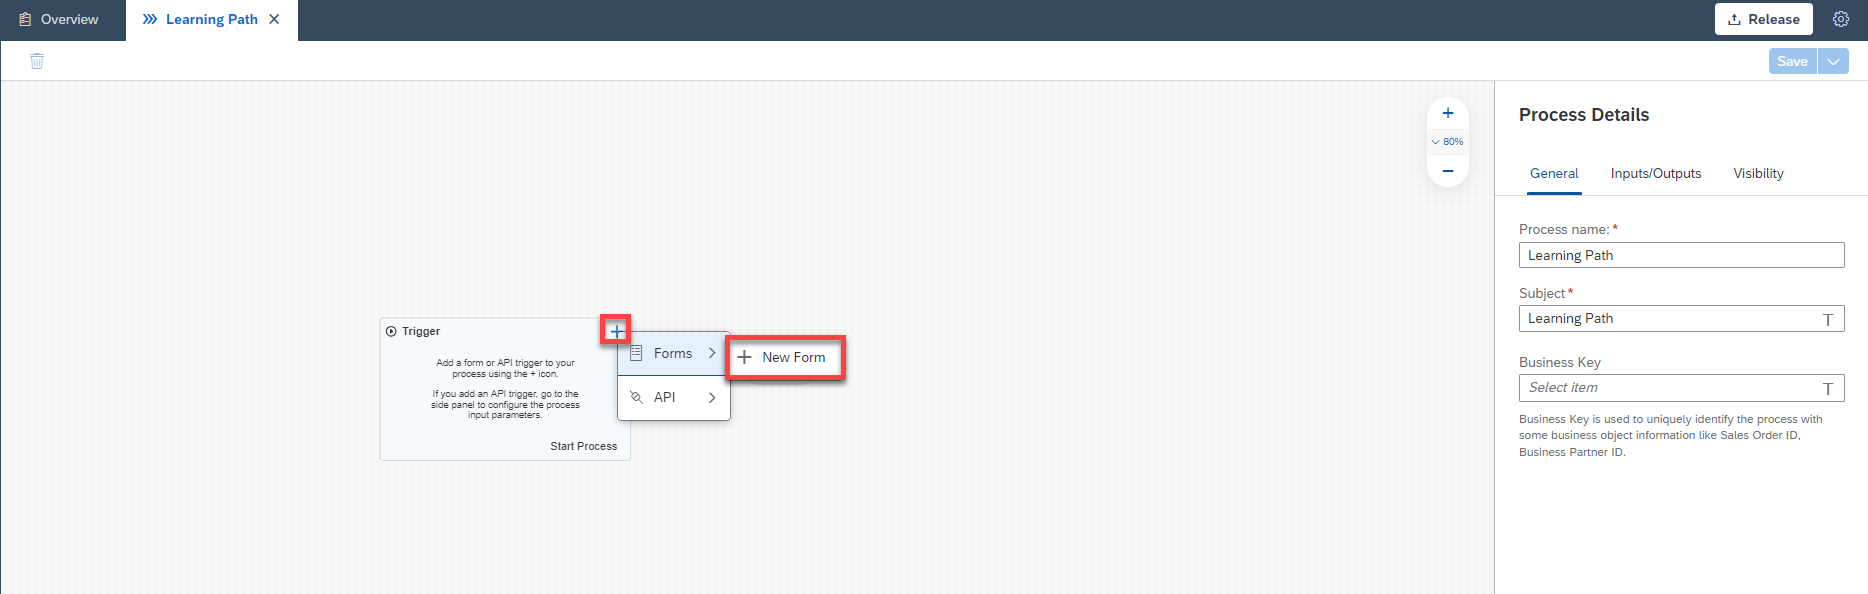 Overview
Learning Path
Release
Save
80%
Process Details
General
Inputs/Outputs
Visibility
Process name:*
Learning Path
Subject*
Learning Path
Business Key
Select item
Business Key is used to uniquely identify the process with
some business object information like Sales Order ID,
Business Partner ID.
Trigger
Add a form or API trigger to your
process using the + icon.
If you add an API trigger, go to the
side panel to configure the process
input parameters.
Start Process
Forms
New Form
API